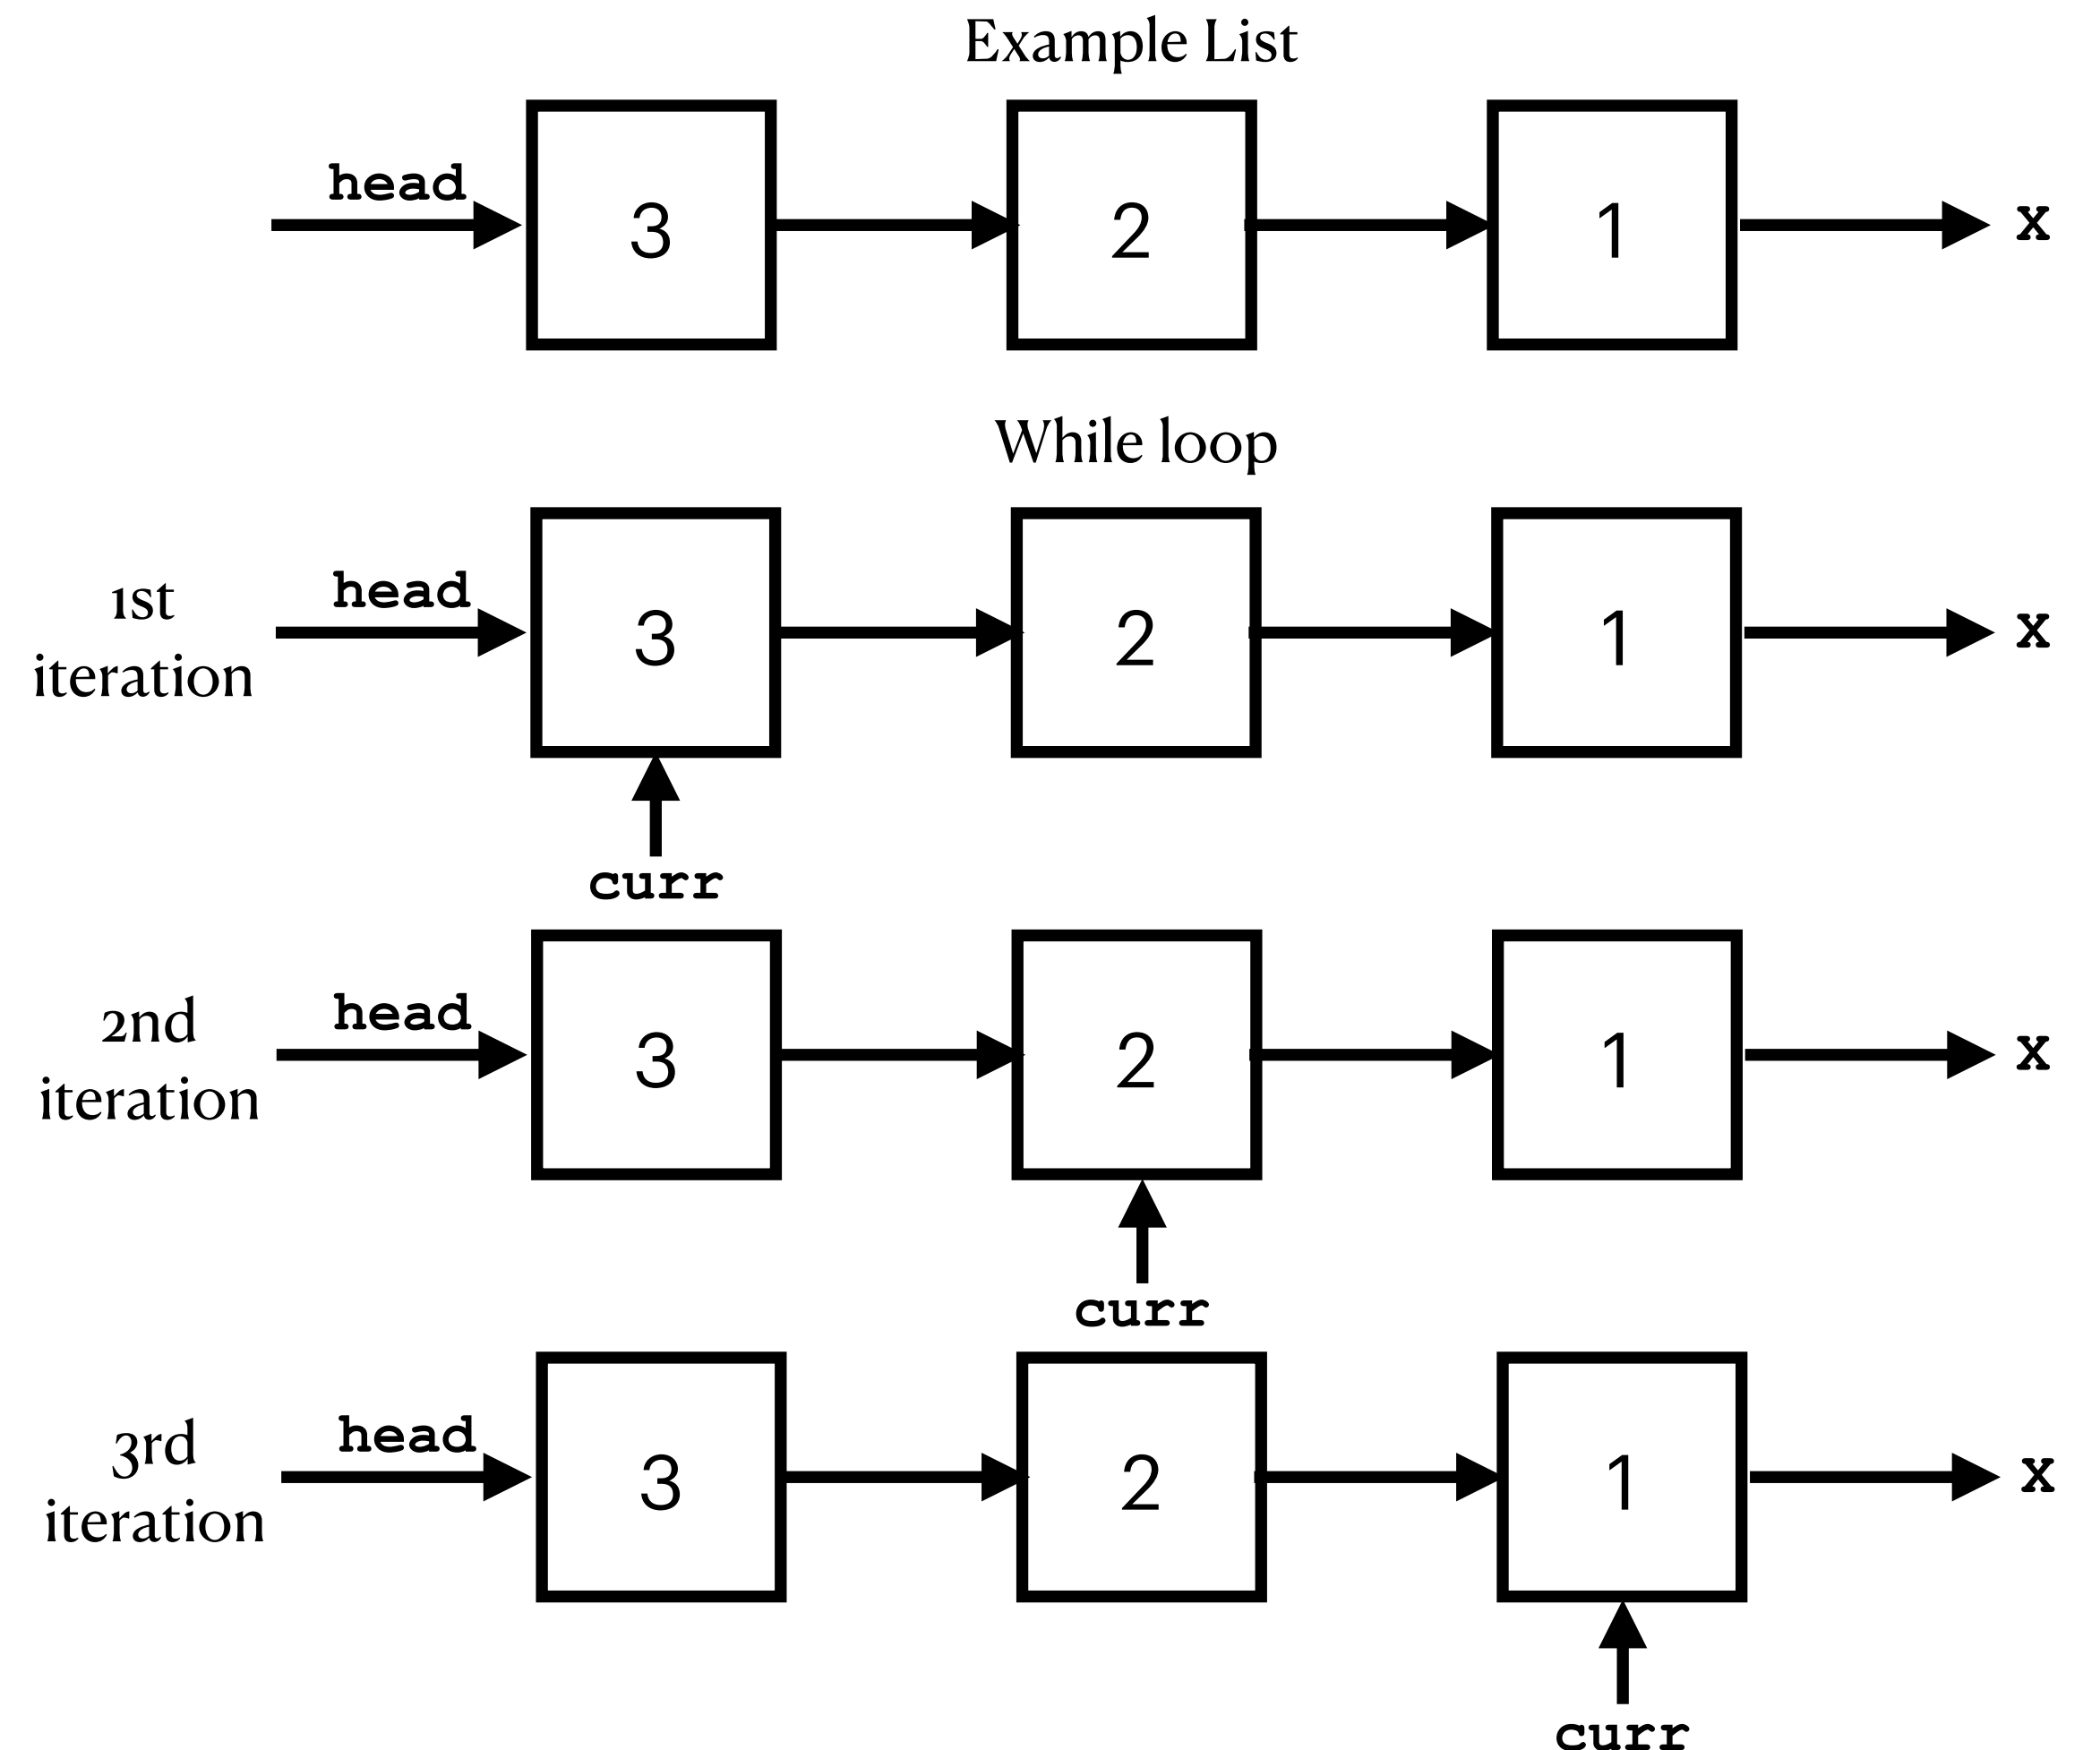 Example List
head
3 2 1 x
While loop
1st
iteration
head
3 2 1 x
curr
2nd
iteration
head
3 2 1 x
curr
3rd
iteration
head
3 2 1 x
curr